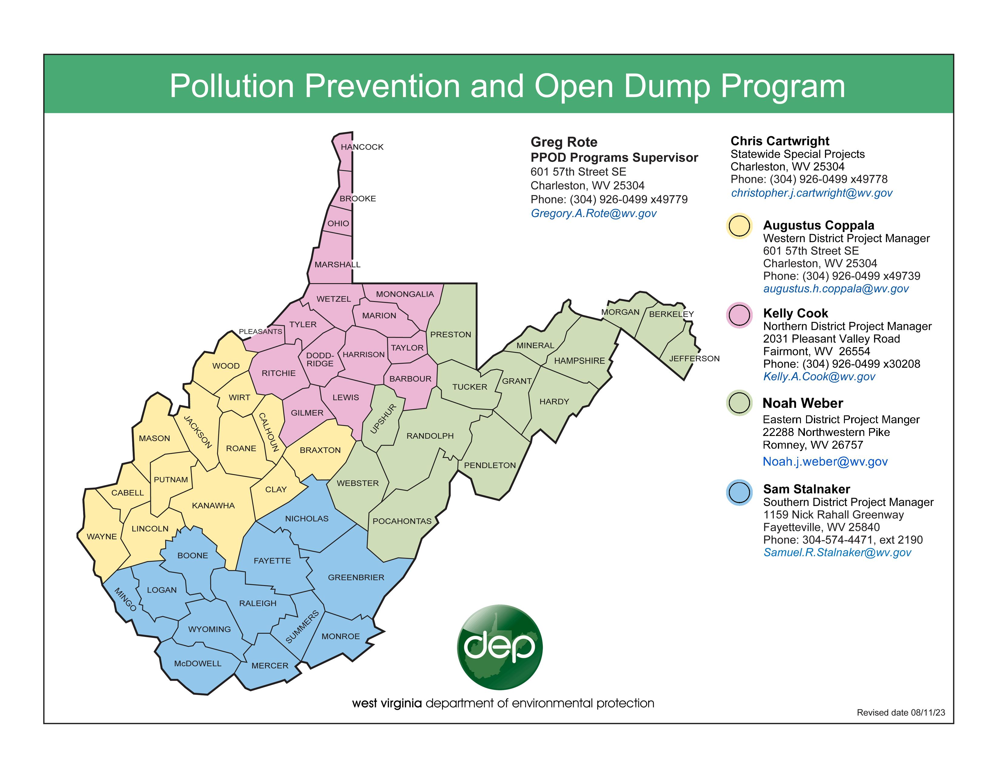 Pollution Prevention and Open Dump Program
Greg Rote
PPOD Programs Supervisor
601 57th Street SE
Charleston, WV 25304
Phone: (304) 926-0499 x49779
Gregory.A.Rote@wv.gov
Chris Cartwright
Statewide Special Projects
Charleston, WV 25304
Phone: (304) 926-0499 x49778
christopher.j.cartwright@wv.gov
Augustus Coppala
Western District Project Manager
601 57th Street SE
Charleston, WV 25304
Phone: (304) 926-0499 x49739
augustus.h.coppala@wv.gov
Kelly Cook
Northern District Project Manager
2031 Pleasant Valley Road
Fairmont, WV 26554
Phone: (304) 926-0499 x30208
Kelly.A.Cook@wv.gov
Noah Weber
Eastern District Project Manger
22288 Northwestern Pike
Romney, WV 26757
Noah.j.weber@wv.gov
Sam Stalnaker
Southern District Project Manager
1159 Nick Rahall Greenway
Fayetteville, WV 25840
Phone: 304-574-4471, ext 2190
Samuel.R.Stalnaker@wv.gov
HANCOCK
BROOKE
OHIO
MARSHALL
WETZEL
MONONGALIA
MARION
TYLER
PLEASANTS
PRESTON
MORGAN
BERKELEY
JEFFERSON
MINERAL
HAMPSHIRE
TAYLOR
HARRISON
DODD-
RIDGE
WOOD
RITCHIE
BARBOUR
TUCKER
GRANT
HARDY
WIRT
LEWIS
GILMER
UPSHUR
CALHOUN
JACKSON
MASON
ROANE
BRAXTON
RANDOLPH
PENDLETON
PUTNAM
WEBSTER
CLAY
CABELL
KANAWHA
NICHOLAS
POCAHONTAS
LINCOLN
WAYNE
BOONE
FAYETTE
GREENBRIER
LOGAN
MINGO
RALEIGH
SUMMERS
WYOMING
MONROE
McDOWELL
MERCER
dep
west virginia department of environmental protection
Revised date 08/11/23